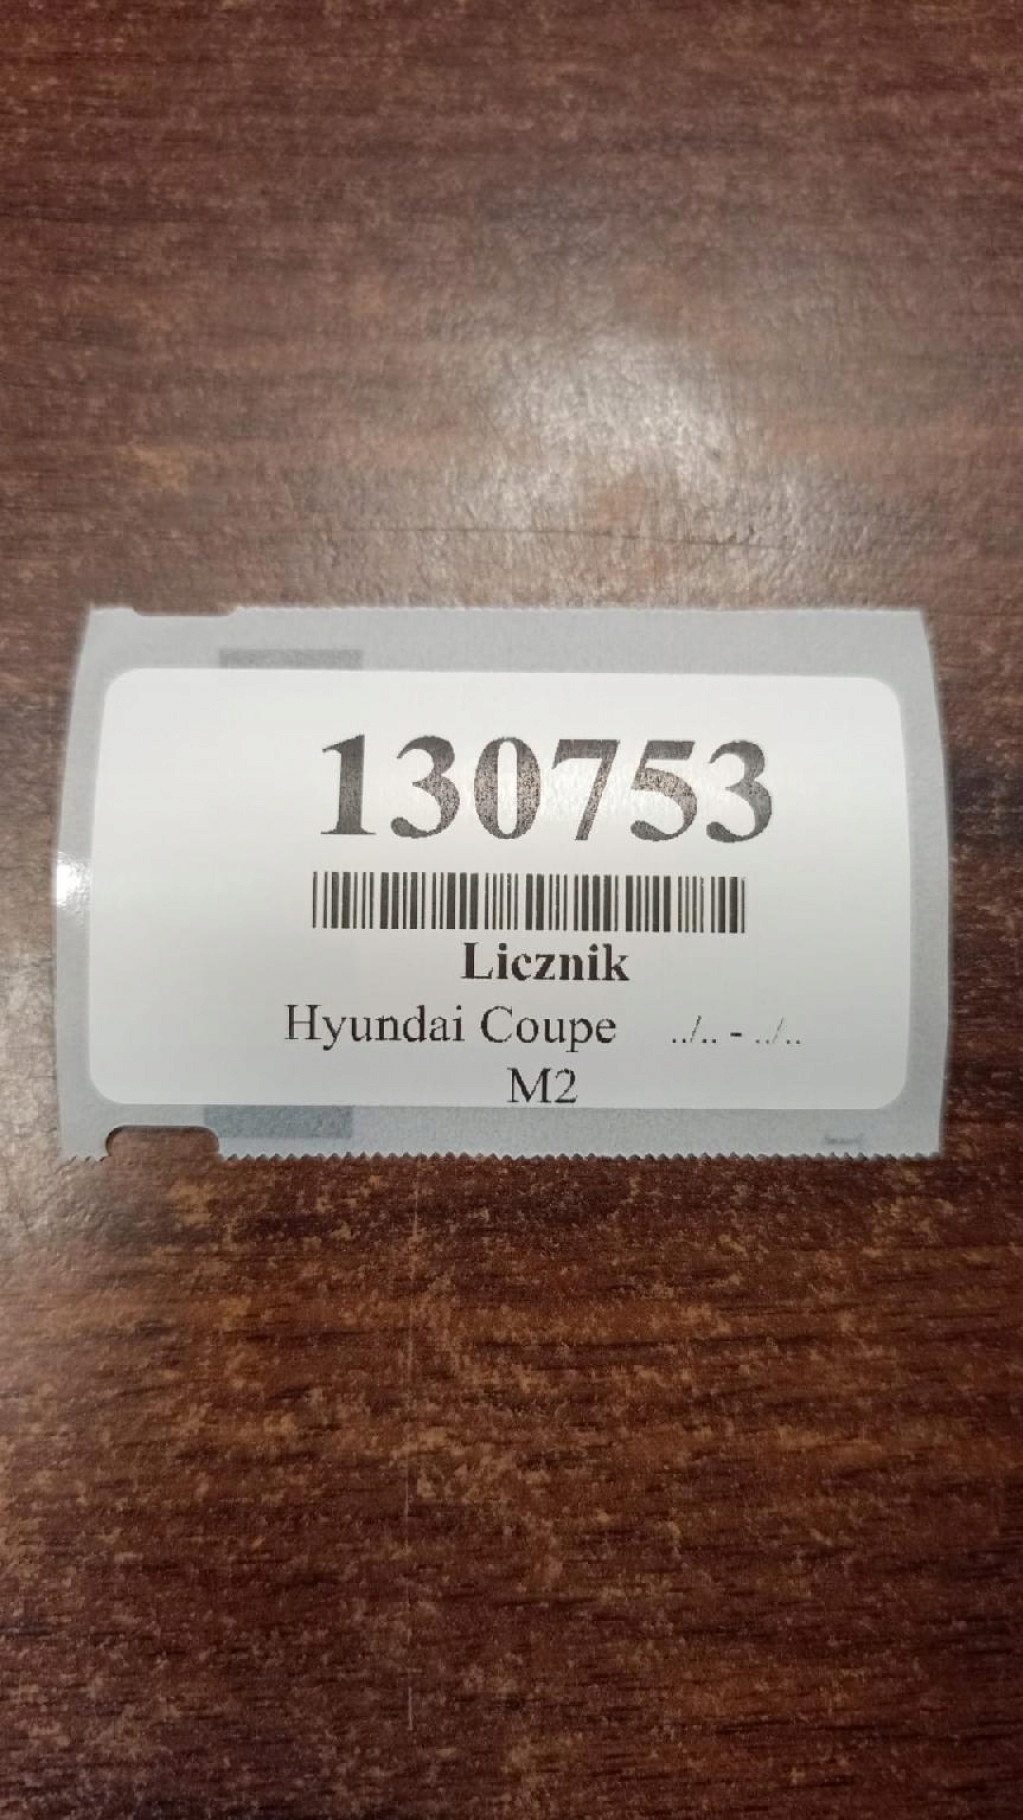 130753
Licznik
Hyundai Coupe ../.. - ../..
M2